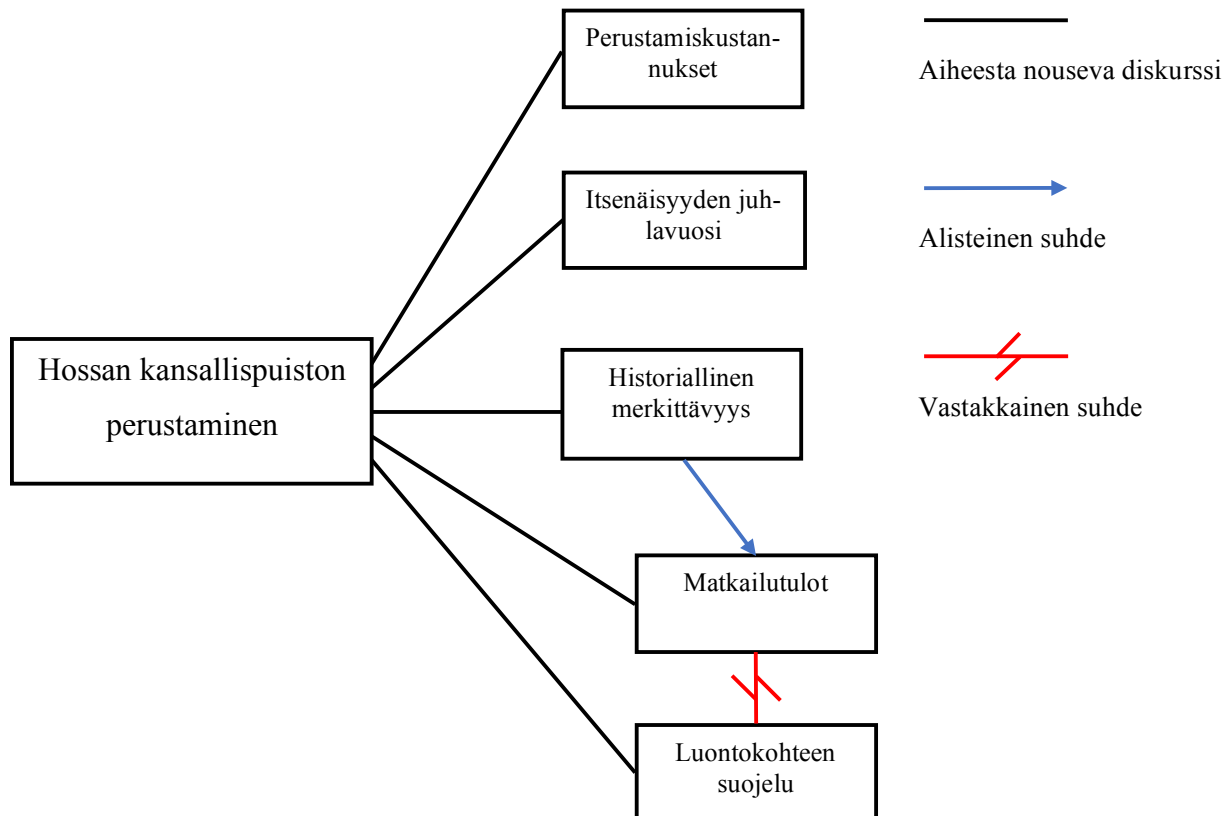 Perustamiskustan-
nukset
Aiheesta nouseva diskurssi
Itsenäisyyden juh-
lavuosi
Alisteinen suhde
Hossan kansallispuiston
perustaminen
Historiallinen
merkittävyys
Vastakkainen suhde
Matkailutulot
Luontokohteen
suojelu